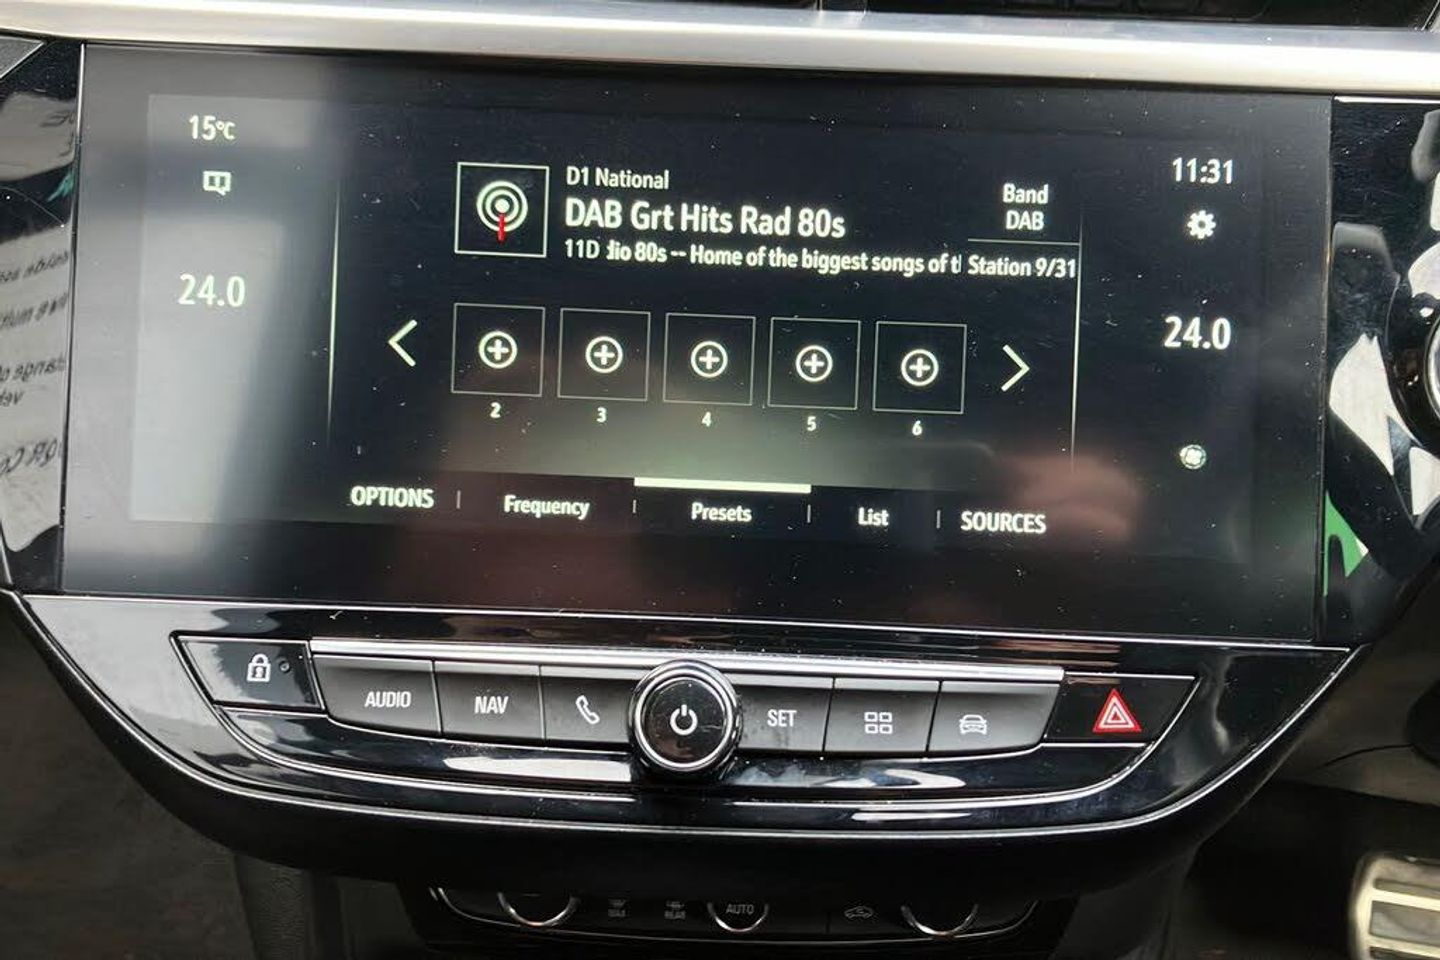 15°C
24.0
D1 National
DAB Grt Hits Rad 80s
11D dio 80s -- Home of the biggest songs of t
Band
DAB
Station 9/31
11:31
24.0
2
3
4
5
6
OPTIONS
Frequency
Presets
List
SOURCES
AUDIO
NAV
SET
REAR
AUTO